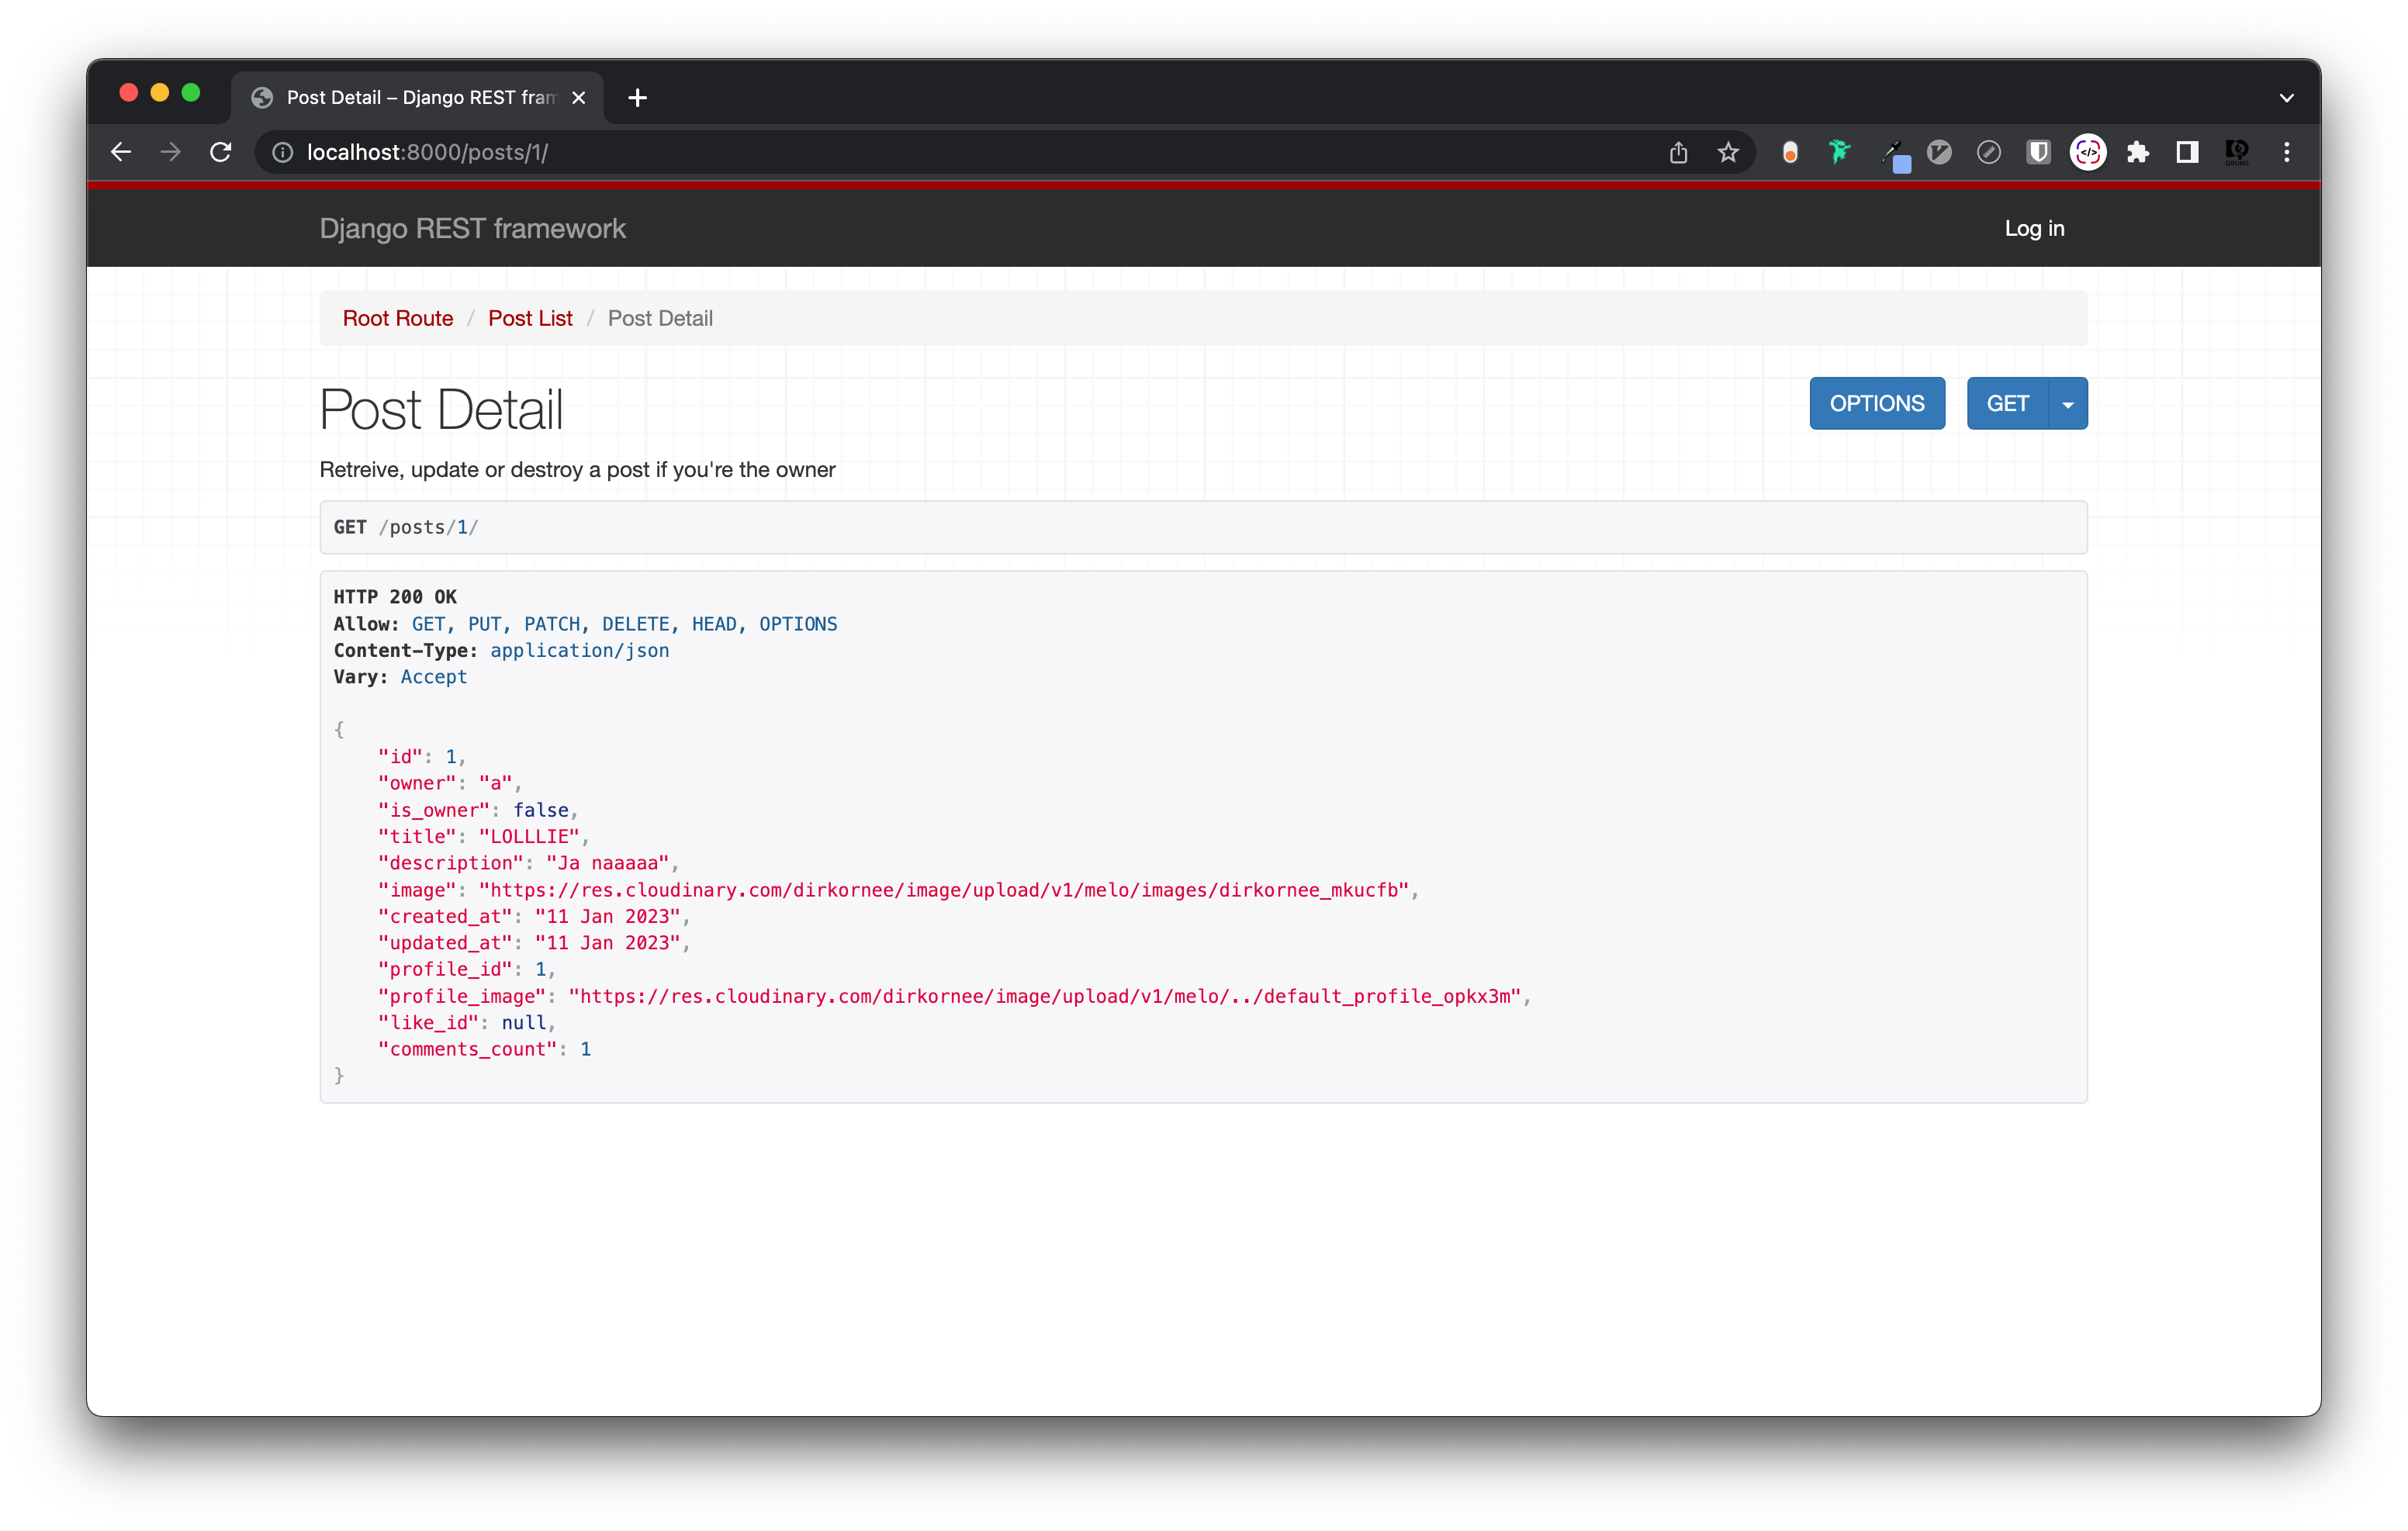 Post Detail – Django REST fram
localhost:8000/posts/1/
Django REST framework
Log in
Root Route / Post List / Post Detail
Post Detail
OPTIONS
GET
Retreive, update or destroy a post if you're the owner
GET /posts/1/
HTTP 200 OK
Allow: GET, PUT, PATCH, DELETE, HEAD, OPTIONS
Content-Type: application/json
Vary: Accept
{
"id": 1,
"owner": "a",
"is_owner": false,
"title": "LOLLLIE",
"description": "Ja naaaaa",
"image": "https://res.cloudinary.com/dirkornee/image/upload/v1/melo/images/dirkornee_mkucfb",
"created_at": "11 Jan 2023",
"updated_at": "11 Jan 2023",
"profile_id": 1,
"profile_image": "https://res.cloudinary.com/dirkornee/image/upload/v1/melo/../default_profile_opkx3m",
"like_id": null,
"comments_count": 1
}